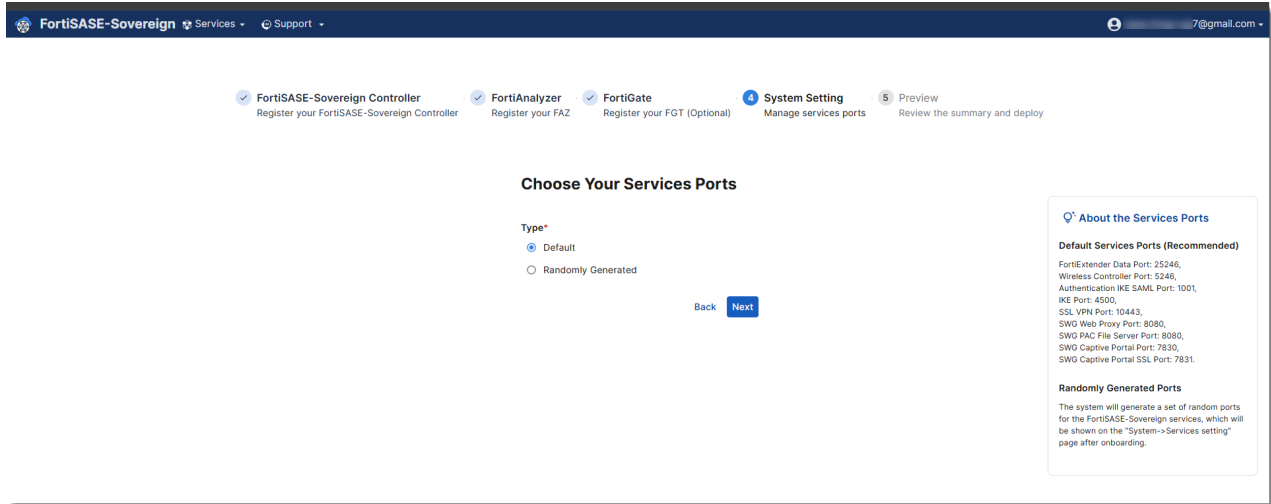 FortiSASE-Sovereign Services Support 7@gmail.com
FortiSASE-Sovereign Controller
Register your FortiSASE-Sovereign Controller
FortiAnalyzer
Register your FAZ
FortiGate
Register your FGT (Optional)
4 System Setting
Manage services ports
5 Preview
Review the summary and deploy
Choose Your Services Ports
Type*
Default
Randomly Generated
Back Next
About the Services Ports
Default Services Ports (Recommended)
FortiExtender Data Port: 25246,
Wireless Controller Port: 5246,
Authentication IKE SAML Port: 1001,
IKE Port: 4500,
SSL VPN Port: 10443,
SWG Web Proxy Port: 8080,
SWG PAC File Server Port: 8080,
SWG Captive Portal Port: 7830,
SWG Captive Portal SSL Port: 7831.
Randomly Generated Ports
The system will generate a set of random ports
for the FortiSASE-Sovereign services, which will
be shown on the "System->Services setting"
page after onboarding.